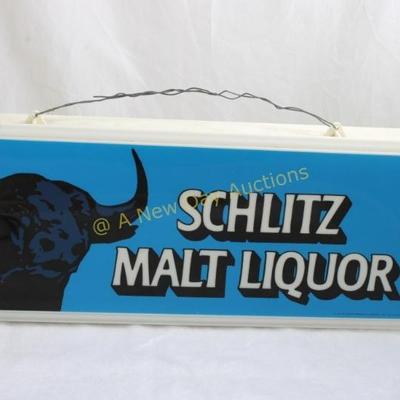 @ A New Day Auctions
SCHLITZ
MALT LIQUOR